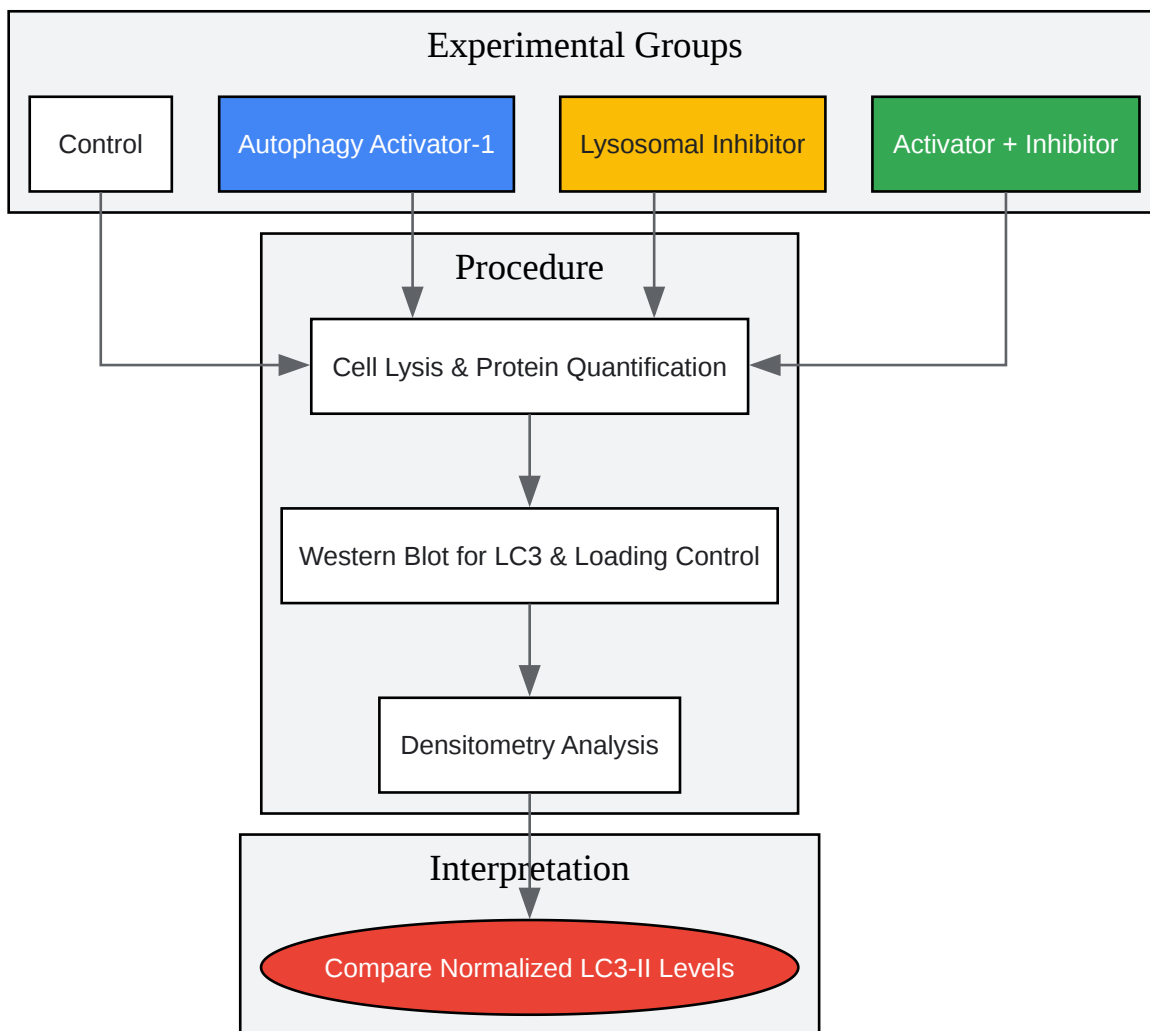 Experimental Groups
Control
Autophagy Activator-1
Lysosomal Inhibitor
Activator + Inhibitor
Procedure
Cell Lysis & Protein Quantification
Western Blot for LC3 & Loading Control
Densitometry Analysis
Interpretation
Compare Normalized LC3-II Levels